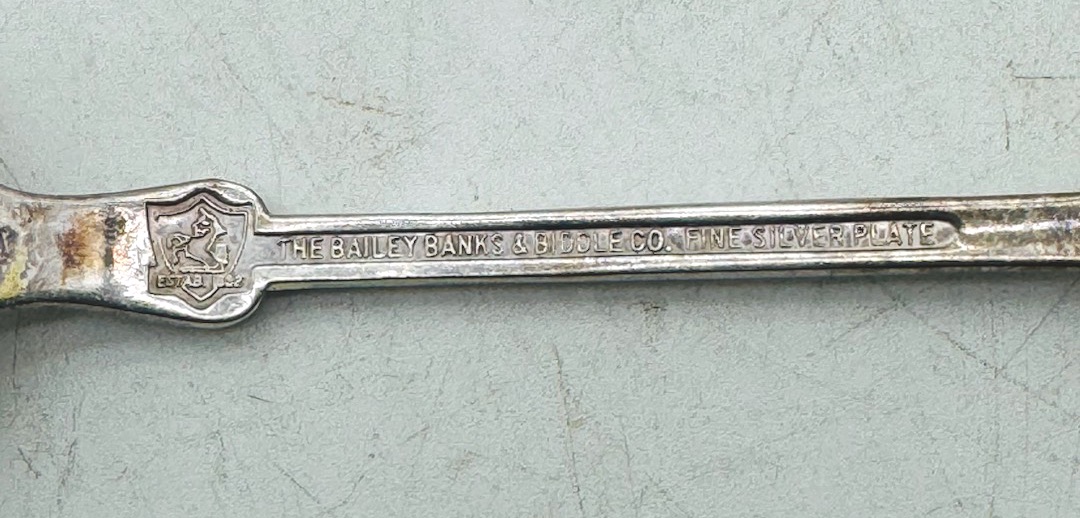 ESTAB. 1832
THE BAILEY BANKS & BIDDLE CO. FINE SILVER PLATE